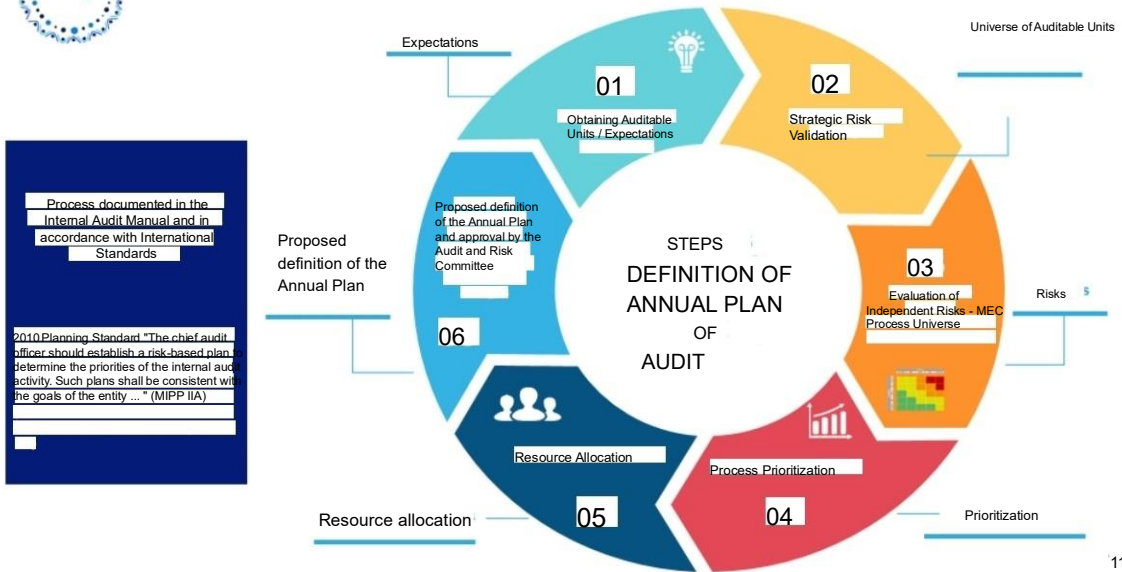 Expectations
Universe of Auditable Units
01
Obtaining Auditable
Units / Expectations
02
Strategic Risk
Validation
Process documented in the
Internal Audit Manual and in
accordance with International
Standards
2010 Planning Standard "The chief audit
officer should establish a risk-based plan to
determine the priorities of the internal audit
activity. Such plans shall be consistent with
the goals of the entity ... " (MIPP IIA)
Proposed
definition of the
Annual Plan
Proposed definition
of the Annual Plan
and approval by the
Audit and Risk
Committee
06
STEPS
DEFINITION OF
ANNUAL PLAN
OF
AUDIT
03
Evaluation of
Independent Risks - MEC
Process Universe
Risks
Resource Allocation
05
Process Prioritization
04
Resource allocation
Prioritization
11